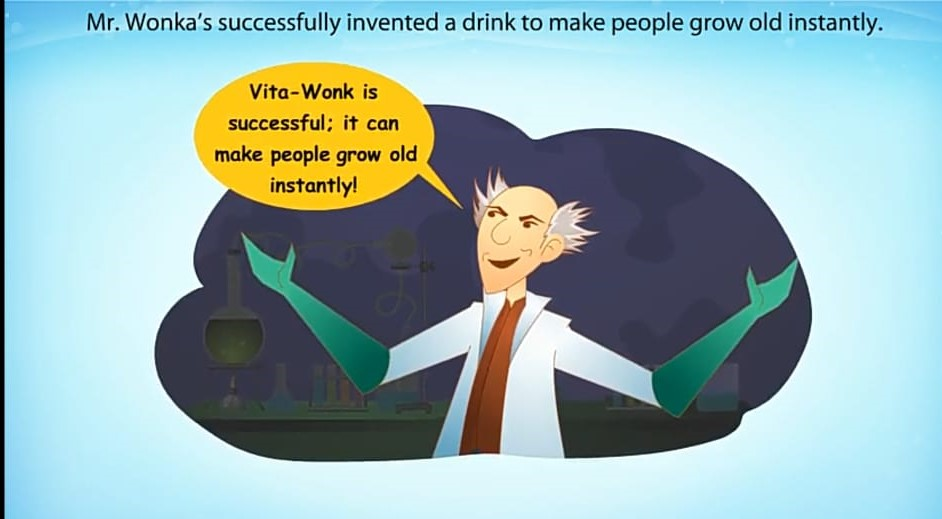 Mr. Wonka's successfully invented a drink to make people grow old instantly.
Vita-Wonk is
successful; it can
make people grow old
instantly!